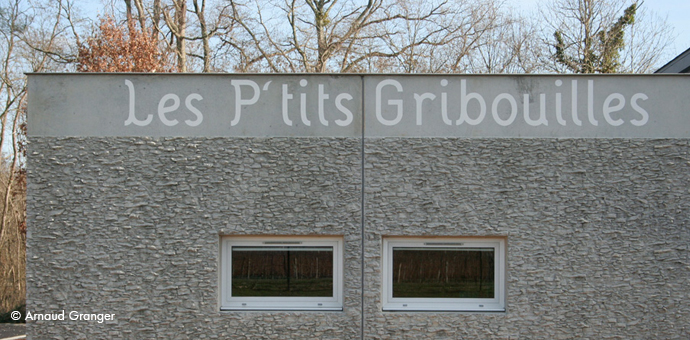 Les P'tits Gribouilles
© Arnaud Granger